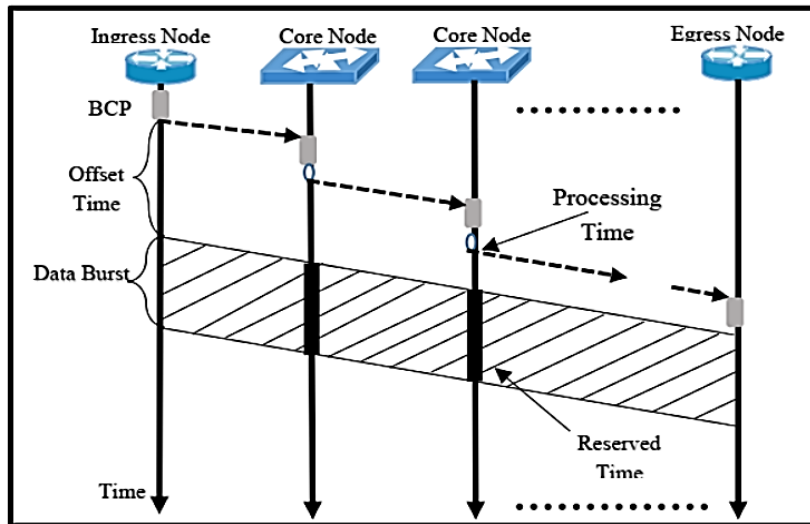 Ingress Node
Core Node
Core Node
Egress Node
BCP
Offset
Time
Processing
Time
Data Burst
Reserved
Time
Time